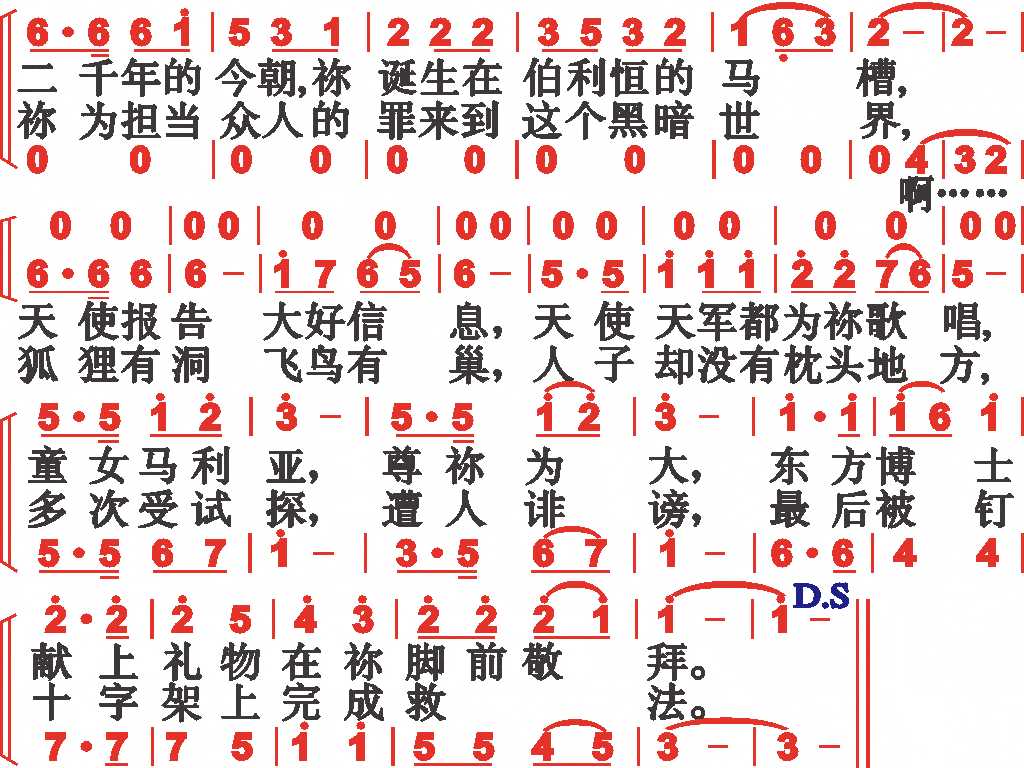 6·6 6 1 | 5 3 1 | 2 2 2 | 3 5 3 2 | 1 6 3 | 2 – | 2 –
二千年的今朝,祢诞生在伯利恒的马槽,
祢为担当众人的罪来到这个黑暗世界,
0 0 | 0 0 | 0 0 | 0 0 | 0 0 | 0 4 | 3 2
啊……
0 0 | 0 0 | 0 0 | 0 0 | 0 0 | 0 0 | 0 0 | 0 0
6·6 6 | 6 – | 1 7 6 5 | 6 – | 5·5 | 1 1 1 | 2 2 7 6 | 5 –
天使报告大好信息，天使天军都为祢歌唱,
狐狸有洞飞鸟有巢，人子却没有枕头地方,
5·5 1 2 | 3 – | 5·5 1 2 | 3 – | 1·1 | 1 6 1
童女马利亚，尊祢为大，东方博士
多次受试探，遭人诽谤，最后被钉
5·5 6 7 | 1 – | 3·5 6 7 | 1 – | 6·6 | 4 4
D.S
2·2 | 2 5 | 4 3 | 2 2 2 1 | 1 – | 1 –
献上礼物在祢脚前敬拜。
十字架上完成救法。
7·7 | 7 5 | 1 1 | 5 5 4 5 | 3 – | 3 –